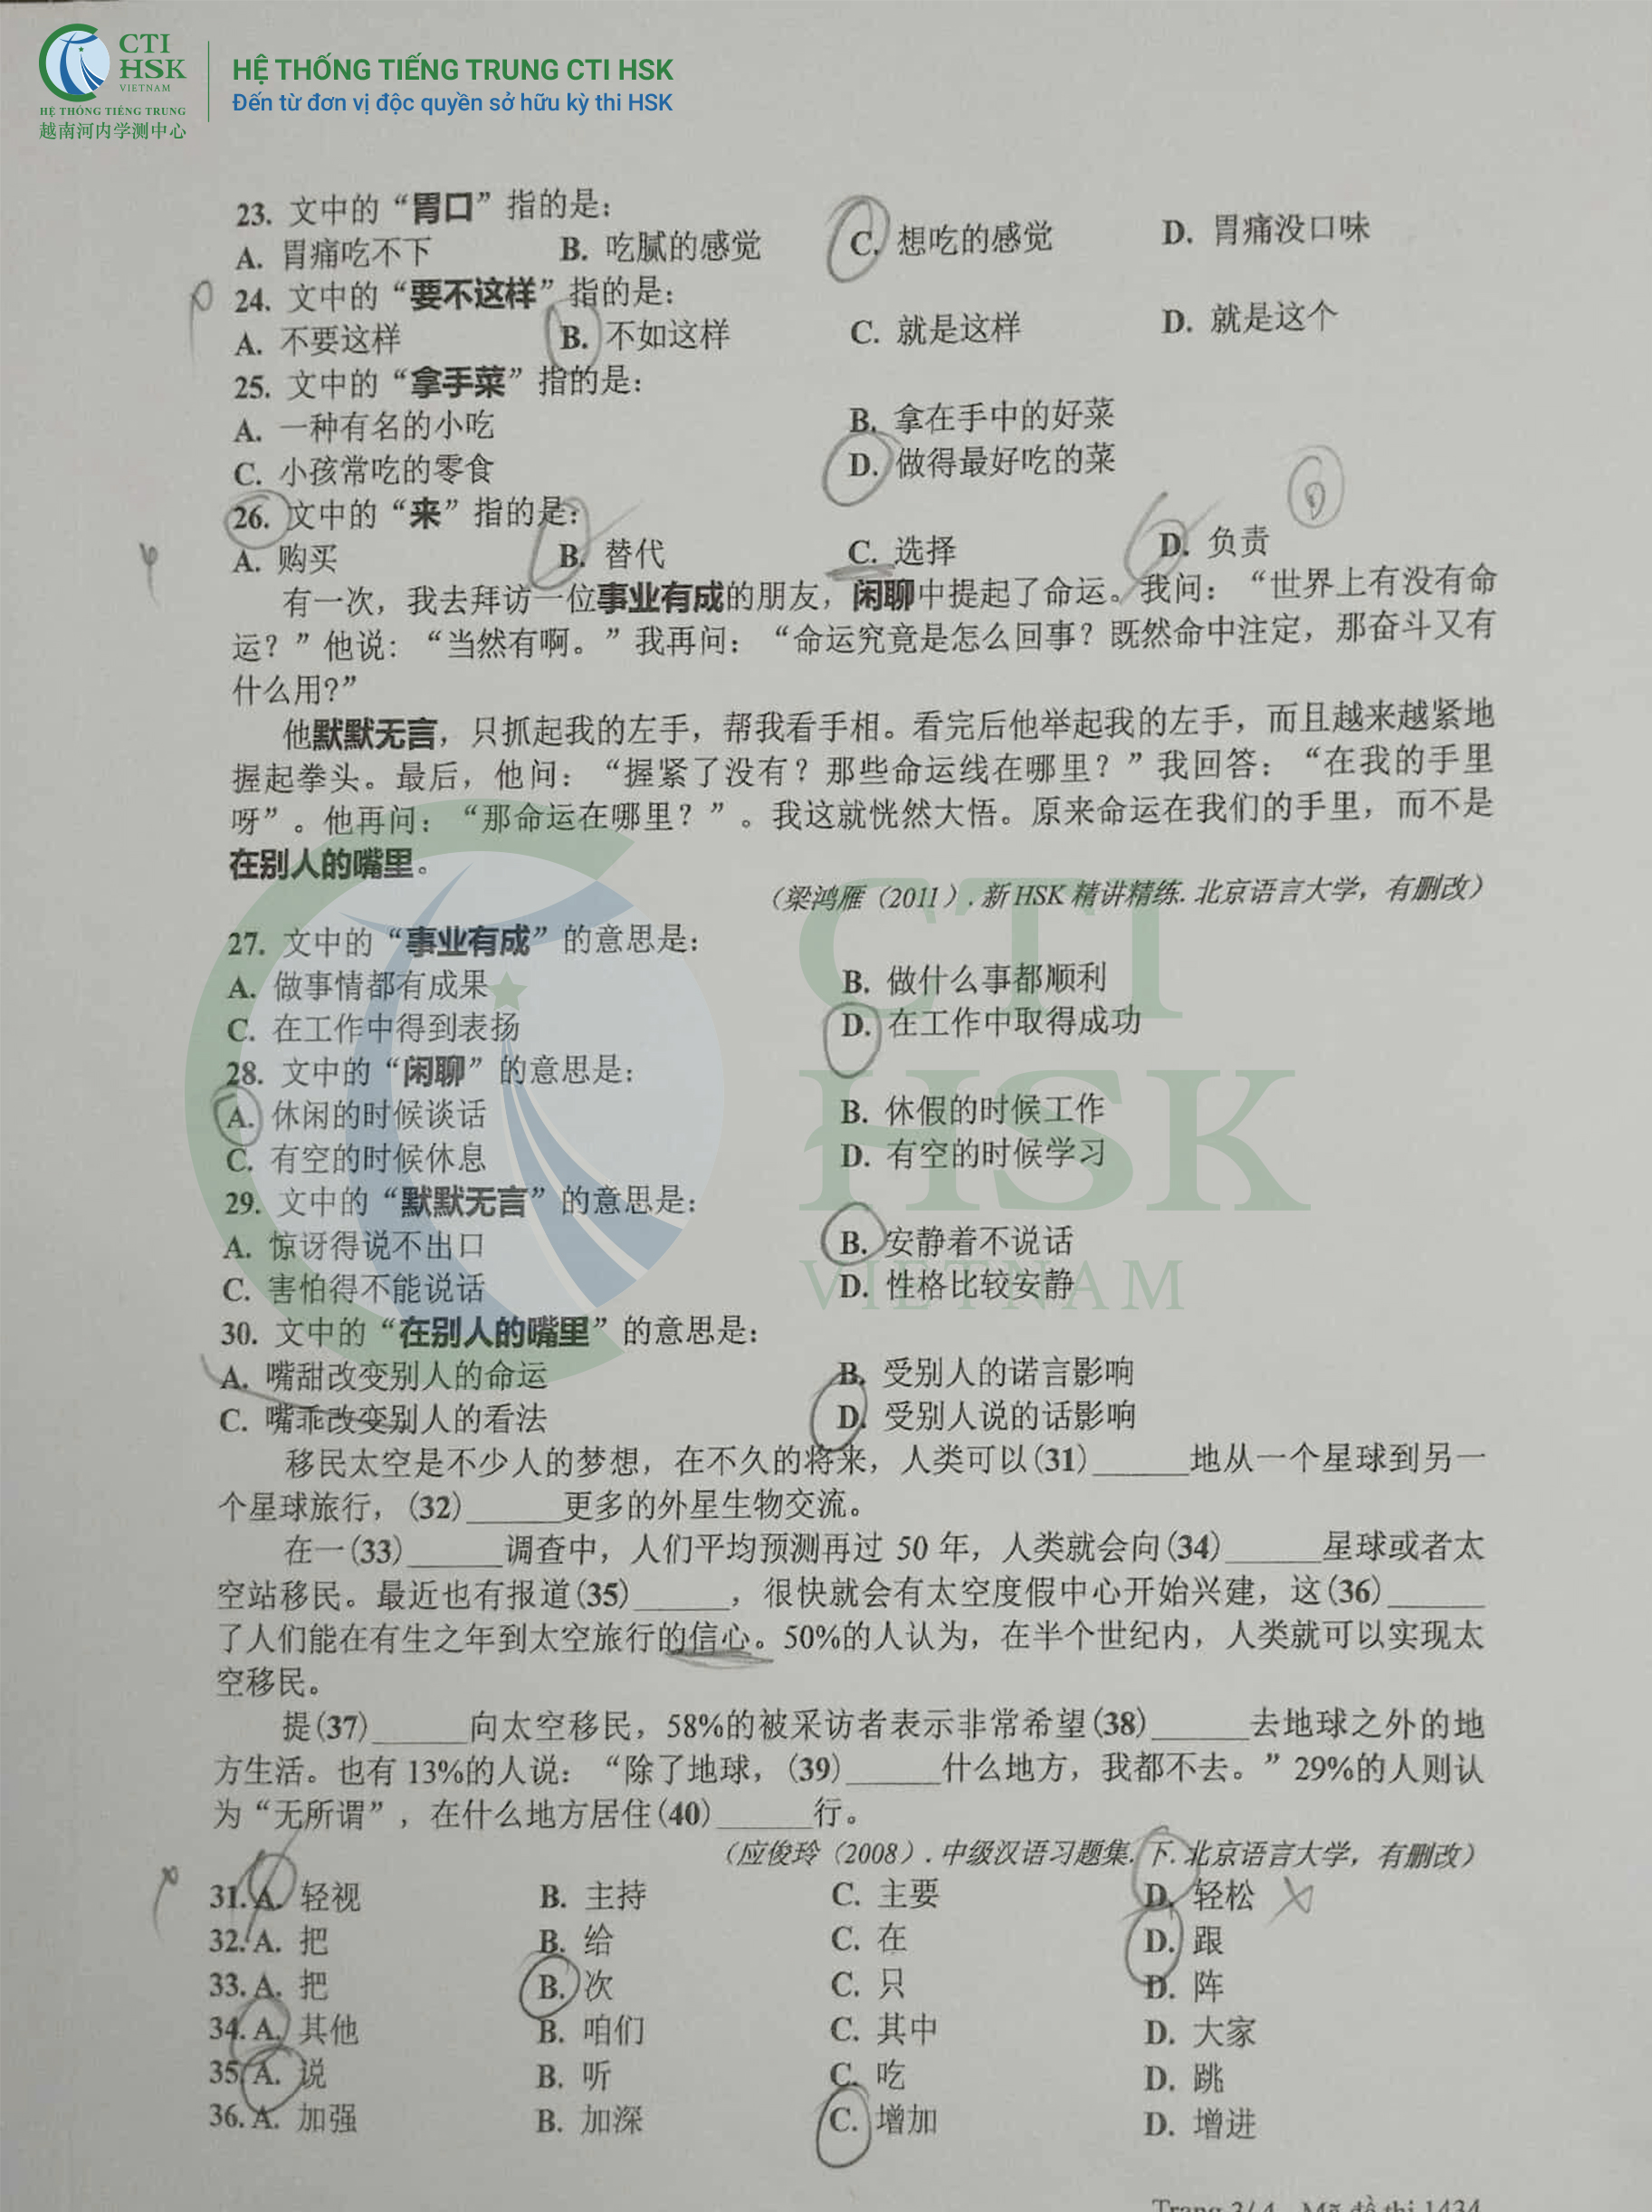 CTI
HSK
VIETNAM
HỆ THỐNG TIẾNG TRUNG
越南河内学测中心
HỆ THỐNG TIẾNG TRUNG CTI HSK
Đến từ đơn vị độc quyền sở hữu kỳ thi HSK
23. 文中的“胃口”指的是：
A. 胃痛吃不下 B. 吃腻的感觉 C. 想吃的感觉 D. 胃痛没口味
24. 文中的“要不这样”指的是：
A. 不要这样 B. 不如这样 C. 就是这样 D. 就是这个
25. 文中的“拿手菜”指的是：
A. 一种有名的小吃 B. 拿在手中的好菜
C. 小孩常吃的零食 D. 做得最好吃的菜
26. 文中的“来”指的是：
A. 购买 B. 替代 C. 选择 D. 负责
有一次，我去拜访一位事业有成的朋友，闲聊中提起了命运。我问：“世界上有没有命
运？”他说：“当然有啊。”我再问：“命运究竟是怎么回事？既然命中注定，那奋斗又有
什么用?”
他默默无言，只抓起我的左手，帮我看手相。看完后他举起我的左手，而且越来越紧地
握起拳头。最后，他问：“握紧了没有？那些命运线在哪里？”我回答：“在我的手里
呀”。他再问：“那命运在哪里？”。我这就恍然大悟。原来命运在我们的手里，而不是
在别人的嘴里。
（梁鸿雁（2011）. 新 HSK 精讲精练. 北京语言大学，有删改）
27. 文中的“事业有成”的意思是：
A. 做事情都有成果 B. 做什么事都顺利
C. 在工作中得到表扬 D. 在工作中取得成功
28. 文中的“闲聊”的意思是：
A. 休闲的时候谈话 B. 休假的时候工作
C. 有空的时候休息 D. 有空的时候学习
29. 文中的“默默无言”的意思是：
A. 惊讶得说不出口 B. 安静着不说话
C. 害怕得不能说话 D. 性格比较安静
30. 文中的“在别人的嘴里”的意思是：
A. 嘴甜改变别人的命运 B. 受别人的诺言影响
C. 嘴乖改变别人的看法 D. 受别人说的话影响
移民太空是不少人的梦想，在不久的将来，人类可以(31)______地从一个星球到另一
个星球旅行，(32)______更多的外星生物交流。
在一(33)______调查中，人们平均预测再过 50 年，人类就会向(34)______星球或者太
空站移民。最近也有报道(35)______，很快就会有太空度假中心开始兴建，这(36)______
了人们能在有生之年到太空旅行的信心。50%的人认为，在半个世纪内，人类就可以实现太
空移民。
提(37)______向太空移民，58%的被采访者表示非常希望(38)______去地球之外的地
方生活。也有 13%的人说：“除了地球，(39)______什么地方，我都不去。”29%的人则认
为“无所谓”，在什么地方居住(40)______行。
（应俊玲（2008）. 中级汉语习题集. 下. 北京语言大学，有删改）
31. A. 轻视 B. 主持 C. 主要 D. 轻松
32. A. 把 B. 给 C. 在 D. 跟
33. A. 把 B. 次 C. 只 D. 阵
34. A. 其他 B. 咱们 C. 其中 D. 大家
35. A. 说 B. 听 C. 吃 D. 跳
36. A. 加强 B. 加深 C. 增加 D. 增进
Trang 3/4 - Mã đề thi 1434
CTI
HSK
VIETNAM